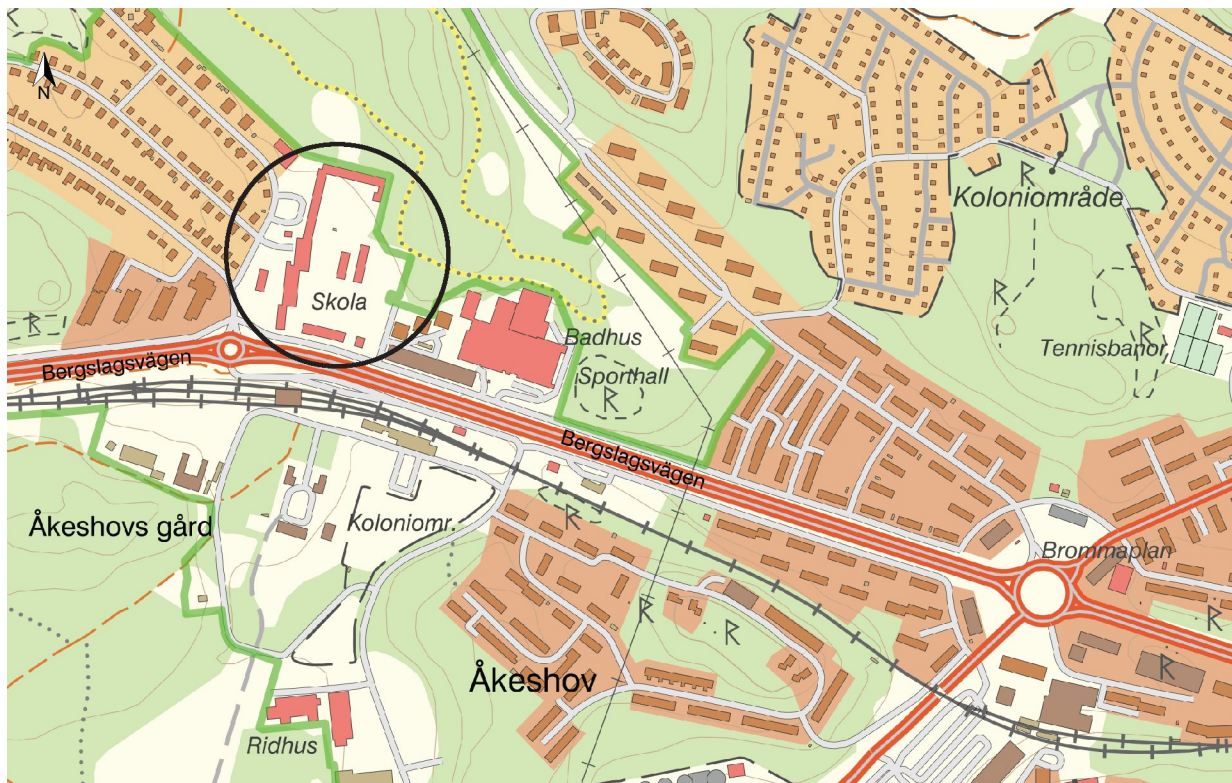 N
Koloniområde
Skola
Badhus
Tennisbanor
Bergslagsvägen
Sporthall
R
R
R
R
R
Bergslagsvägen
Åkeshovs gård
Koloniomr.
R
Brommaplan
R
R
R
R
Åkeshov
Ridhus